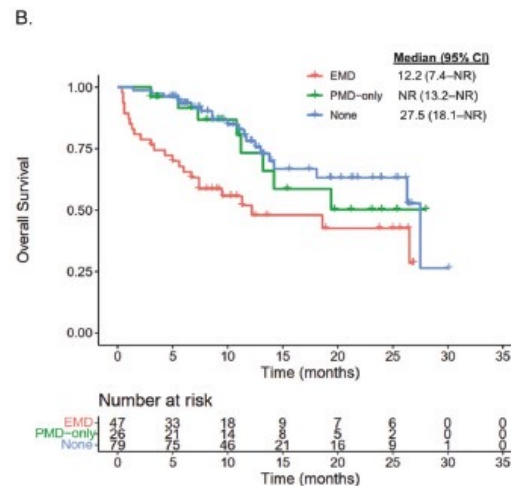 B.
Median (95% CI)
EMD 12.2 (7.4–NR)
PMD-only NR (13.2–NR)
None 27.5 (18.1–NR)
Overall Survival
1.00
0.75
0.50
0.25
0.00
0 5 10 15 20 25 30 35
Time (months)
Number at risk
EMD 47 33 18 9 7 6 0 0
PMD-only 26 21 14 8 5 2 0 0
None 79 75 46 21 16 9 1 0
0 5 10 15 20 25 30 35
Time (months)